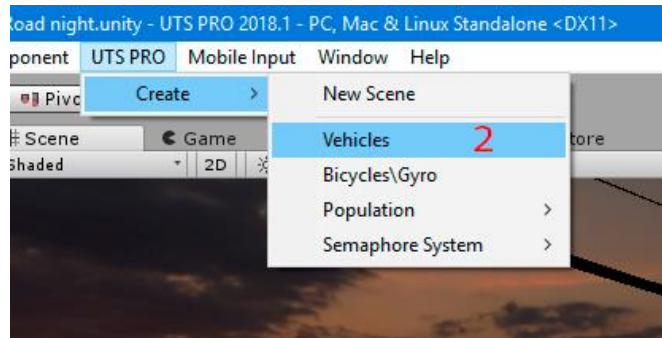 oad night.unity - UTS PRO 2018.1 - PC, Mac & Linux Standalone <DX11>
ponent UTS PRO Mobile Input Window Help
Pivo Create > New Scene
# Scene Game tore
Shaded 2D Vehicles 2
Bicycles\Gyro
Population >
Semaphore System >